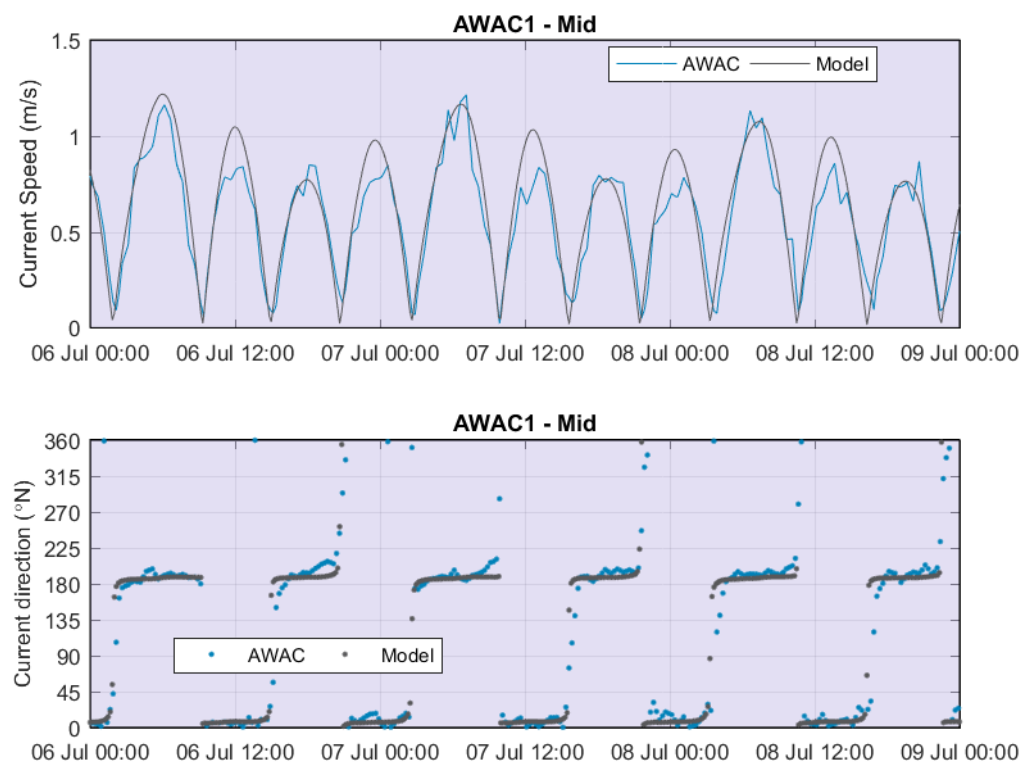 AWAC1 - Mid
AWAC Model
Current Speed (m/s)
1.5
1
0.5
0
06 Jul 00:00 06 Jul 12:00 07 Jul 00:00 07 Jul 12:00 08 Jul 00:00 08 Jul 12:00 09 Jul 00:00
AWAC1 - Mid
Current direction (°N)
360
315
270
225
180
135
90
45
0
AWAC Model
06 Jul 00:00 06 Jul 12:00 07 Jul 00:00 07 Jul 12:00 08 Jul 00:00 08 Jul 12:00 09 Jul 00:00